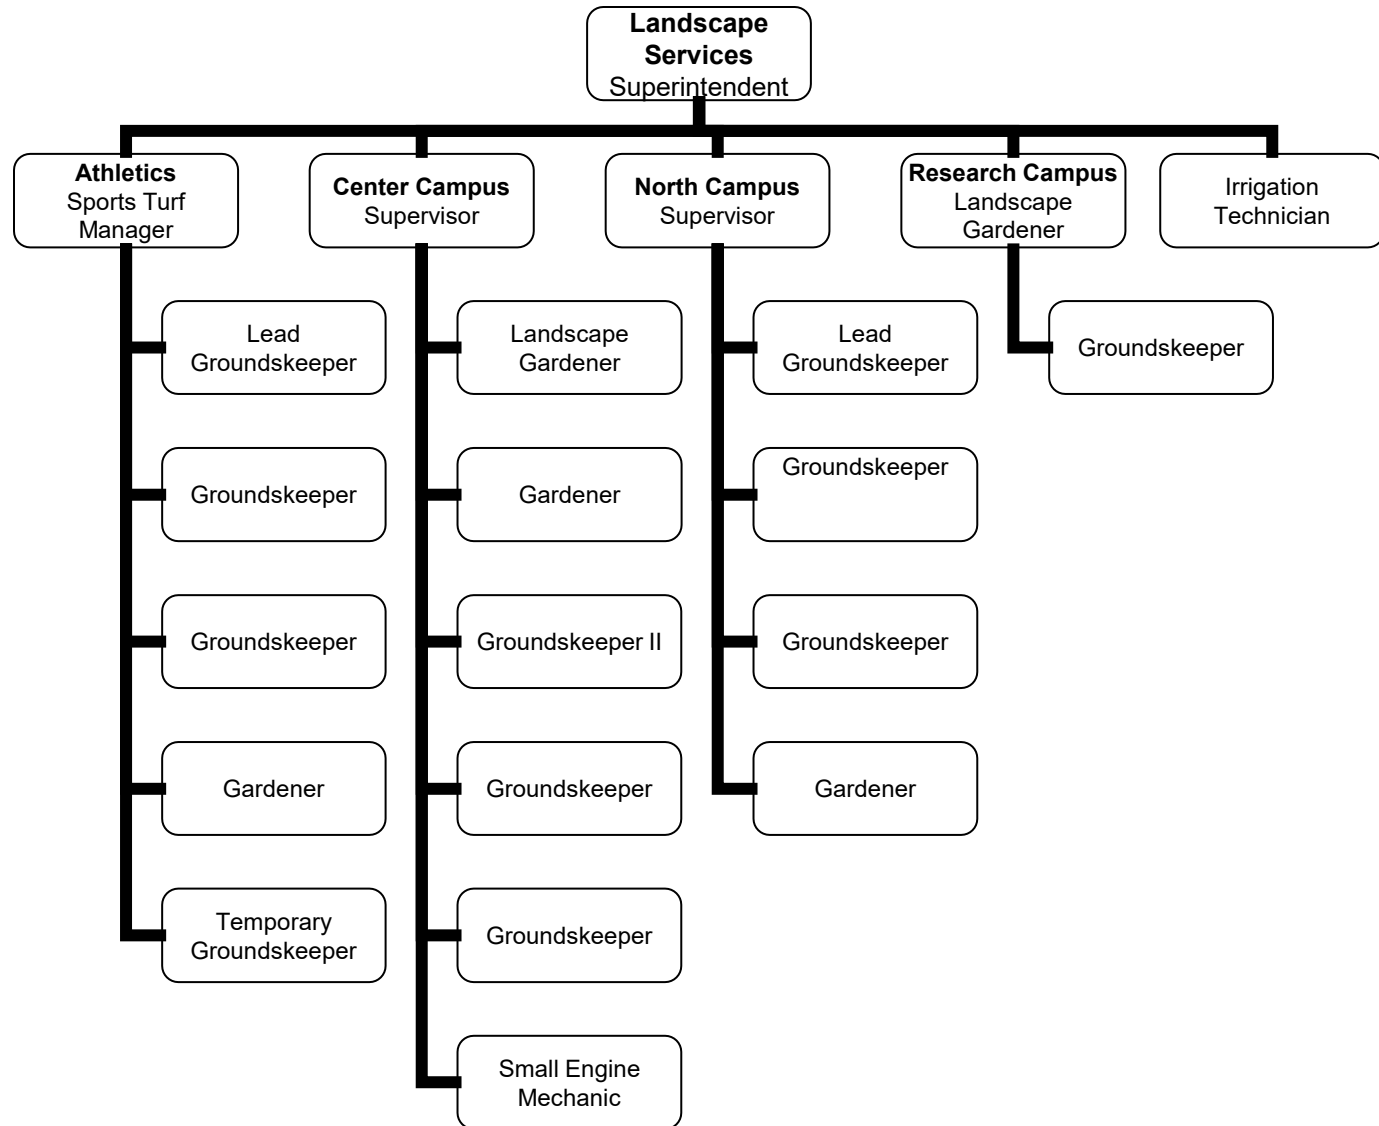 Landscape
Services
Superintendent
Athletics
Sports Turf
Manager
Center Campus
Supervisor
North Campus
Supervisor
Research Campus
Landscape
Gardener
Irrigation
Technician
Lead
Groundskeeper
Groundskeeper
Groundskeeper
Gardener
Temporary
Groundskeeper
Landscape
Gardener
Gardener
Groundskeeper II
Groundskeeper
Groundskeeper
Small Engine
Mechanic
Lead
Groundskeeper
Groundskeeper
Groundskeeper
Gardener
Groundskeeper